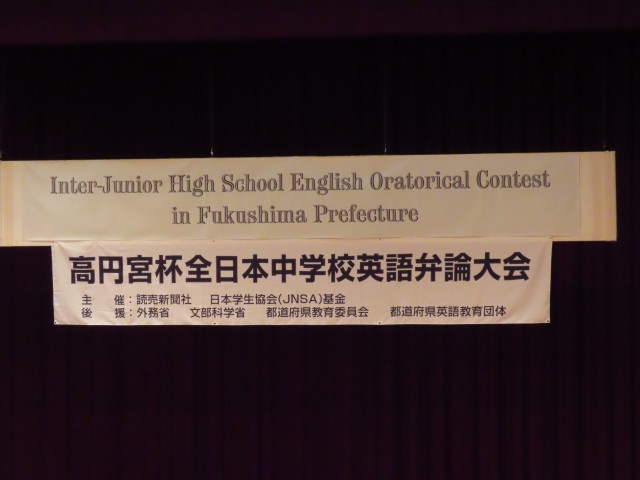 Inter-Junior High School English Oratorical Contest
in Fukushima Prefecture
高円宮杯全日本中学校英語弁論大会
主　催：読売新聞社　日本学生協会(JNSA)基金
後　援：外務省　文部科学省　都道府県教育委員会　都道府県英語教育団体